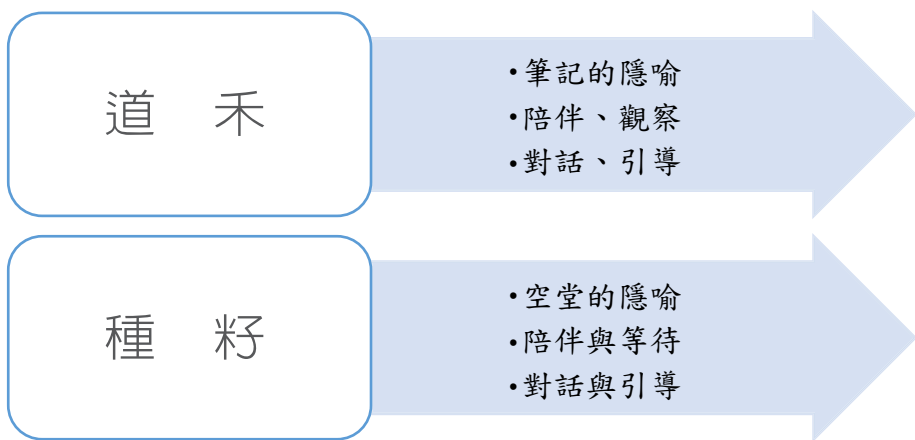 道 禾
•筆記的隱喻
•陪伴、觀察
•對話、引導
種 籽
•空堂的隱喻
•陪伴與等待
•對話與引導